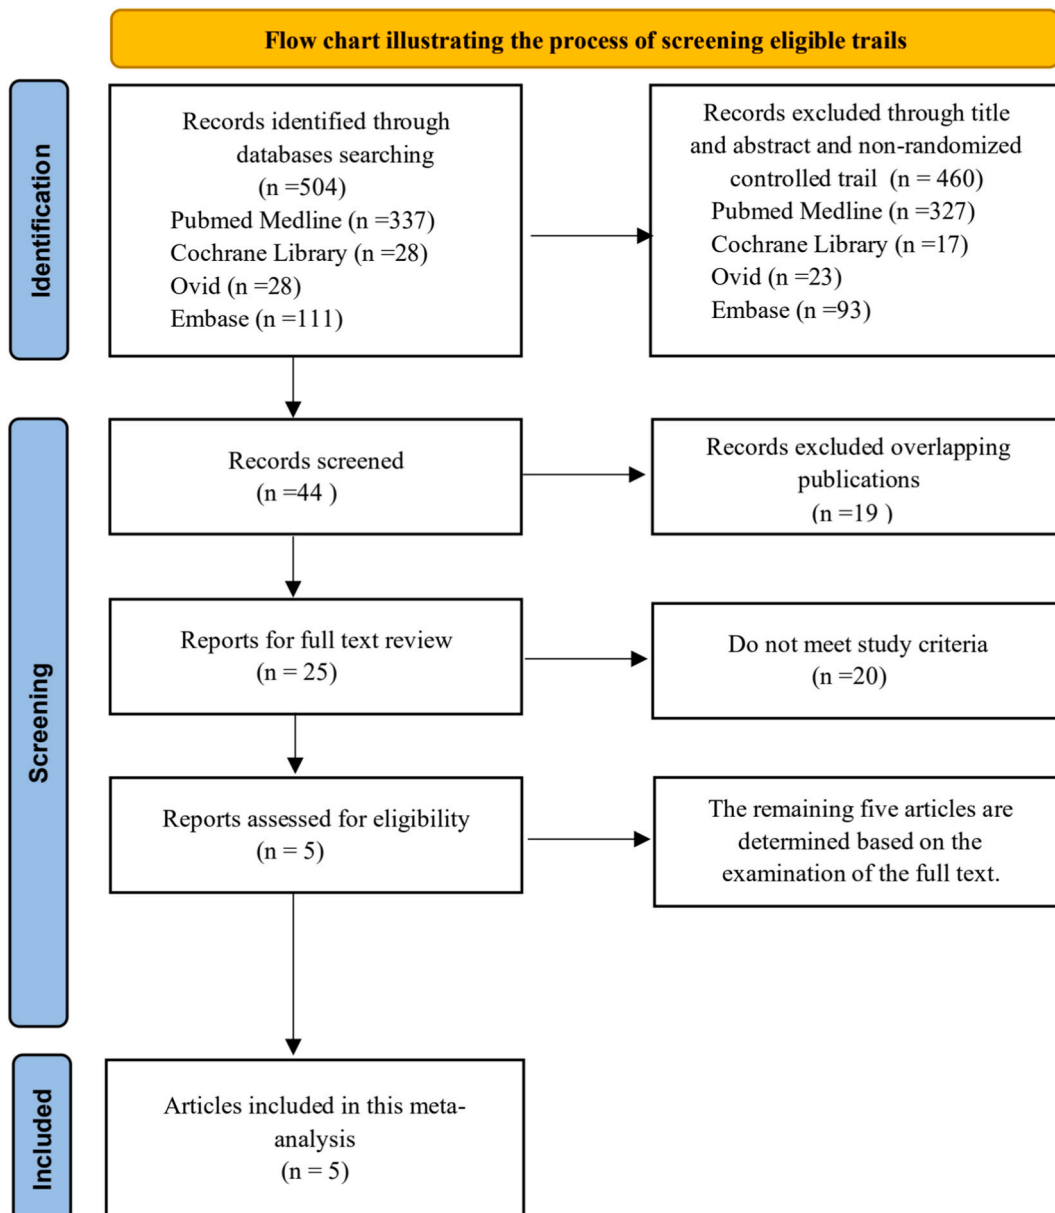 Flow chart illustrating the process of screening eligible trails
Identification
Records identified through
databases searching
(n =504)
Pubmed Medline (n =337)
Cochrane Library (n =28)
Ovid (n =28)
Embase (n =111)
Records excluded through title
and abstract and non-randomized
controlled trail (n = 460)
Pubmed Medline (n =327)
Cochrane Library (n =17)
Ovid (n =23)
Embase (n =93)
Screening
Records screened
(n =44 )
Records excluded overlapping
publications
(n =19 )
Reports for full text review
(n = 25)
Do not meet study criteria
(n =20)
Reports assessed for eligibility
(n = 5)
The remaining five articles are
determined based on the
examination of the full text.
Included
Articles included in this meta-
analysis
(n = 5)